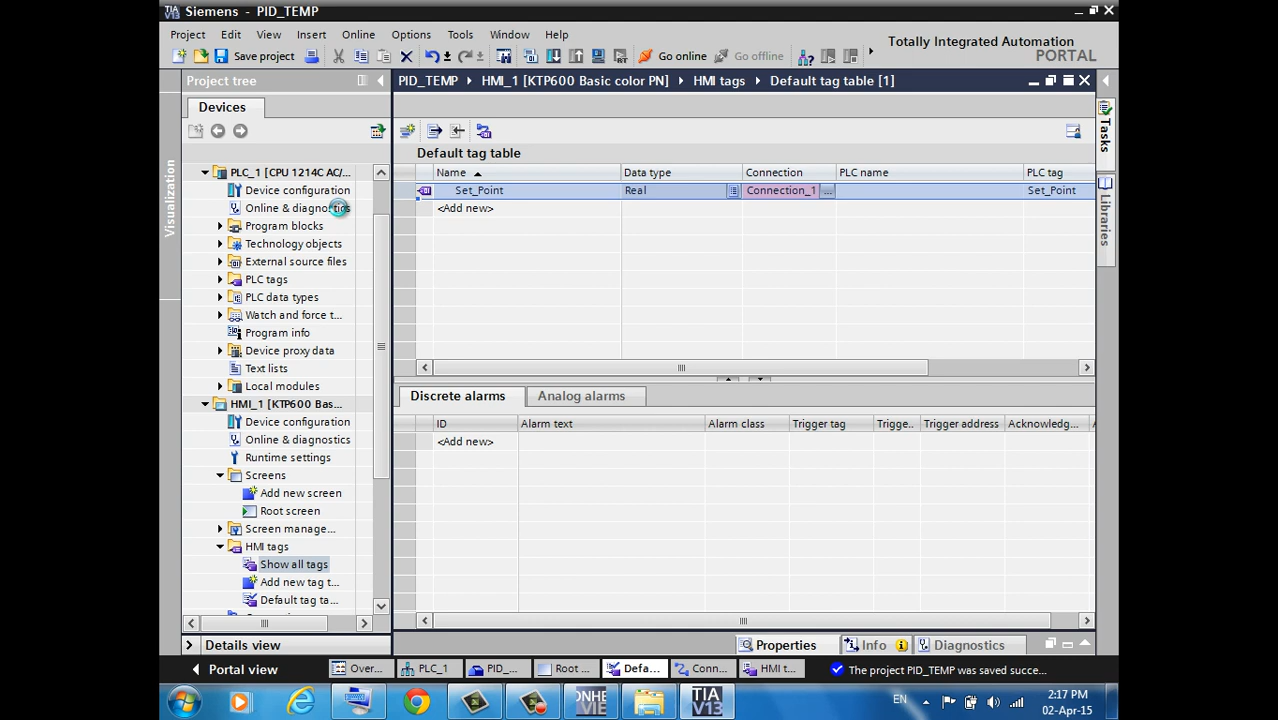 TIA V13 Siemens - PID_TEMP
Project Edit View Insert Online Options Tools Window Help
Totally Integrated Automation
PORTAL
Save project Go online Go offline
Project tree
PID_TEMP HMI_1 [KTP600 Basic color PN] HMI tags Default tag table [1]
Devices
Visualization
Tasks
Libraries
PLC_1 [CPU 1214C AC/...
Device configuration
Online & diagnostics
Program blocks
Technology objects
External source files
PLC tags
PLC data types
Watch and force t...
Program info
Device proxy data
Text lists
Local modules
HMI_1 [KTP600 Bas...
Device configuration
Online & diagnostics
Runtime settings
Screens
Add new screen
Root screen
Screen manage...
HMI tags
Show all tags
Add new tag t...
Default tag ta...
Details view
Default tag table
Name Data type Connection PLC name PLC tag
Set_Point Real Connection_1 ... Set_Point
<Add new>
Discrete alarms Analog alarms
ID Alarm text Alarm class Trigger tag Trigge.. Trigger address Acknowledg...
<Add new>
Properties Info Diagnostics
Portal view Over... PLC_1 PID_... Root ... Defa... Conn... HMI t... The project PID_TEMP was saved succe...
TIA V13
EN
2:17 PM
02-Apr-15